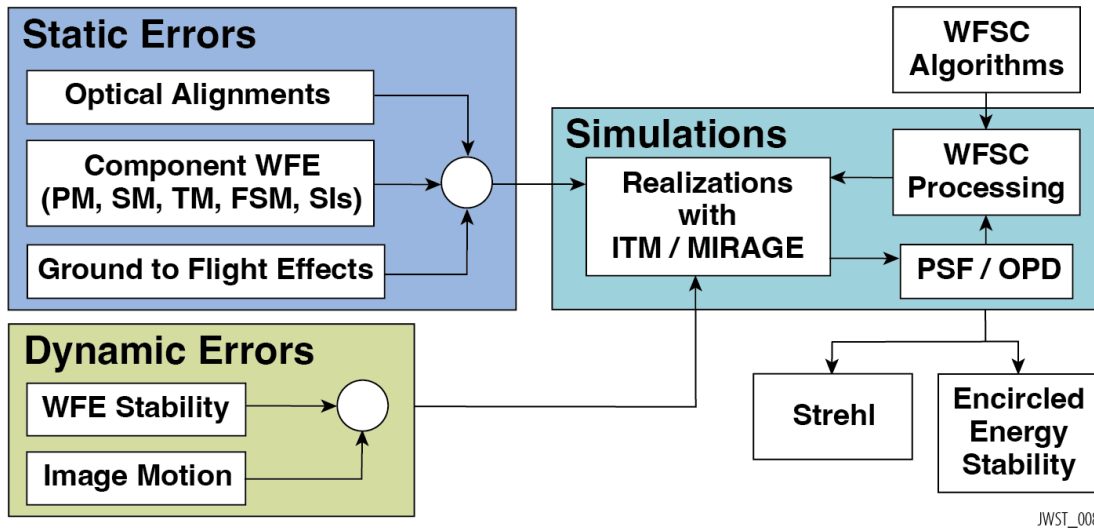 Static Errors
Optical Alignments
Component WFE
(PM, SM, TM, FSM, SIs)
Ground to Flight Effects
Dynamic Errors
WFE Stability
Image Motion
WFSC
Algorithms
Simulations
Realizations
with
ITM / MIRAGE
WFSC
Processing
PSF / OPD
Strehl
Encircled
Energy
Stability
JWST_008